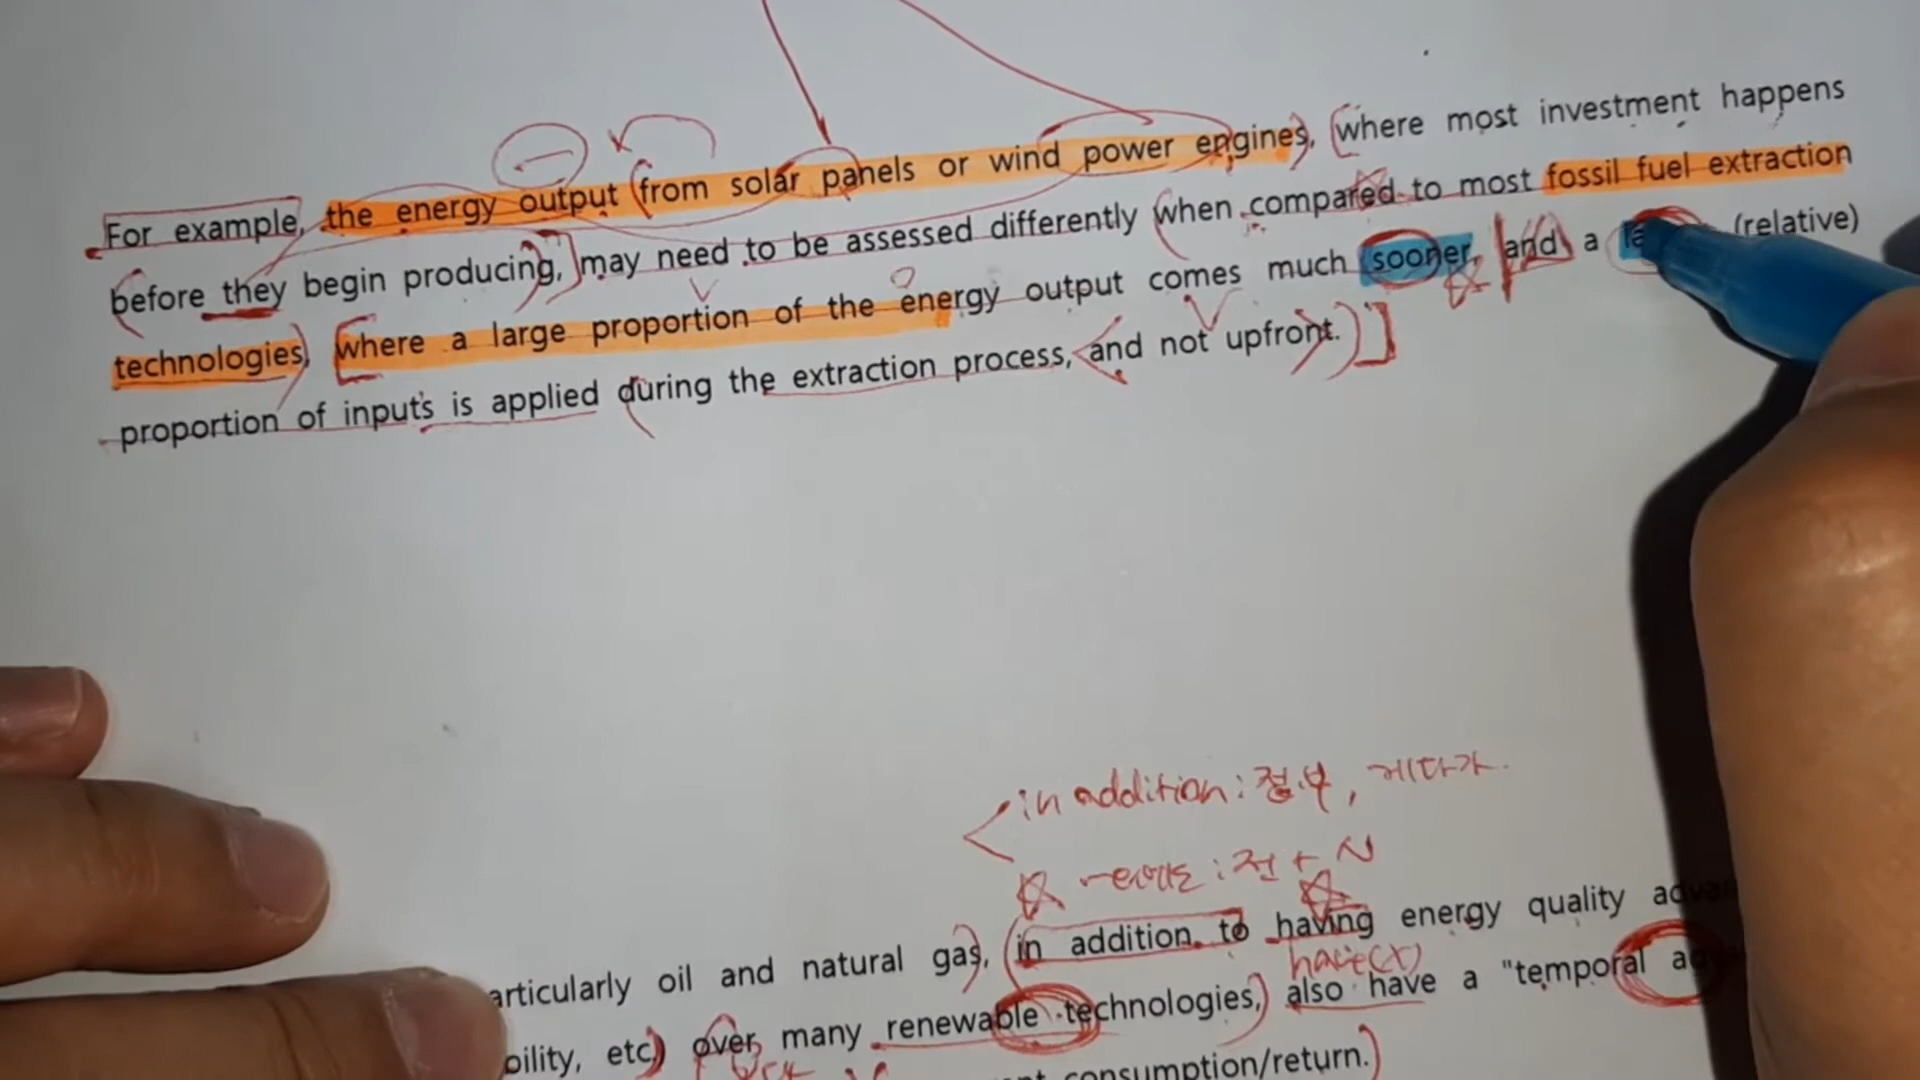 For example, the energy output from solar panels or wind power engines, where most investment happens
before they begin producing, may need to be assessed differently when compared to most fossil fuel extraction
technologies, where a large proportion of the energy output comes much sooner, and a (relative)
proportion of inputs is applied during the extraction process, and not upfront.
in addition : 첨부, 게다가.
: 전 + N
articularly oil and natural gas, in addition to having energy quality
have(x)
bility, etc) over many renewable technologies, also have a "temporal
consumption/return.